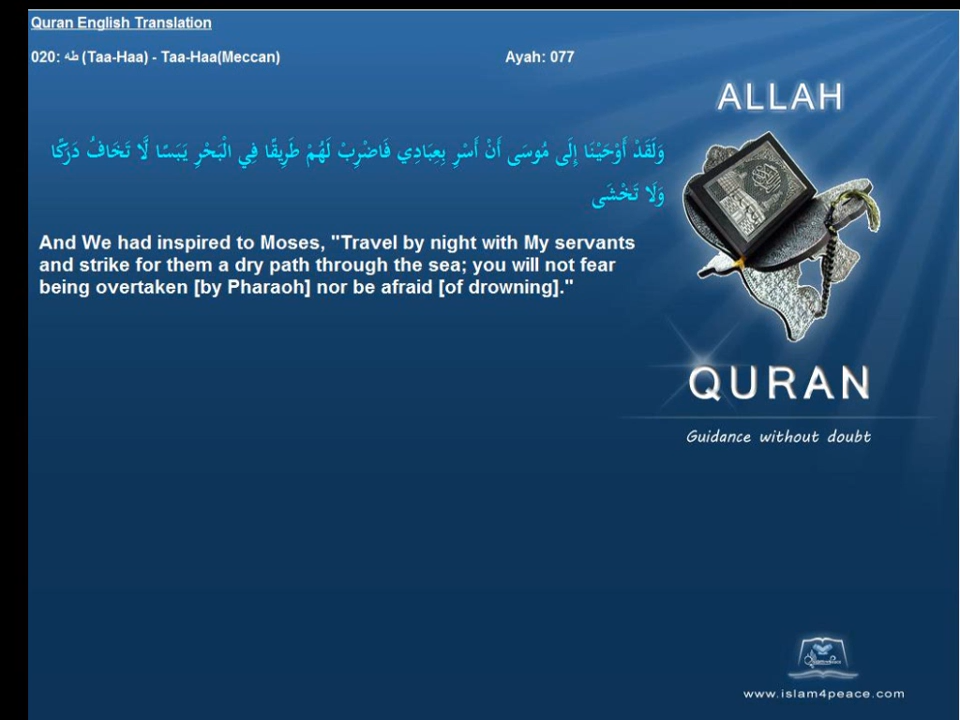 Quran English Translation
020: طه (Taa-Haa) - Taa-Haa(Meccan) Ayah: 077
ALLAH
وَلَقَدْ أَوْحَيْنَا إِلَى مُوسَى أَنْ أَسْرِ بِعِبَادِي فَاضْرِبْ لَهُمْ طَرِيقًا فِي الْبَحْرِ يَبَسًا لَّا تَخَافُ دَرَكًا
وَلَا تَخْشَى
And We had inspired to Moses, "Travel by night with My servants
and strike for them a dry path through the sea; you will not fear
being overtaken [by Pharaoh] nor be afraid [of drowning]."
QURAN
Guidance without doubt
www.islam4peace.com